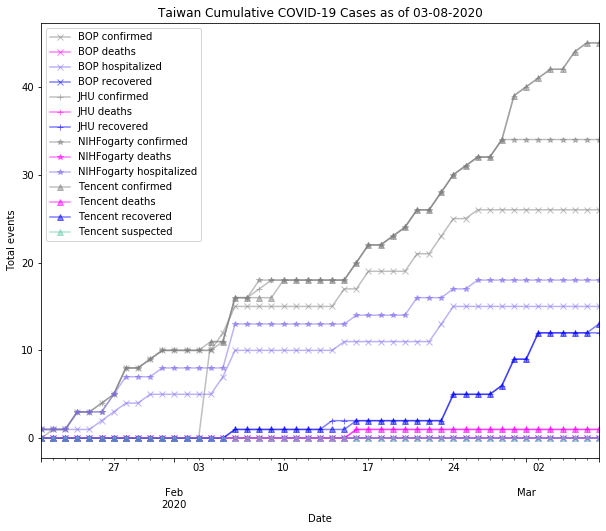 Taiwan Cumulative COVID-19 Cases as of 03-08-2020
BOP confirmed
BOP deaths
BOP hospitalized
BOP recovered
JHU confirmed
JHU deaths
JHU recovered
NIHFogarty confirmed
NIHFogarty deaths
NIHFogarty hospitalized
Tencent confirmed
Tencent deaths
Tencent recovered
Tencent suspected
Total events
40
30
20
10
0
27 03 10 17 24 02
Feb Mar
2020
Date